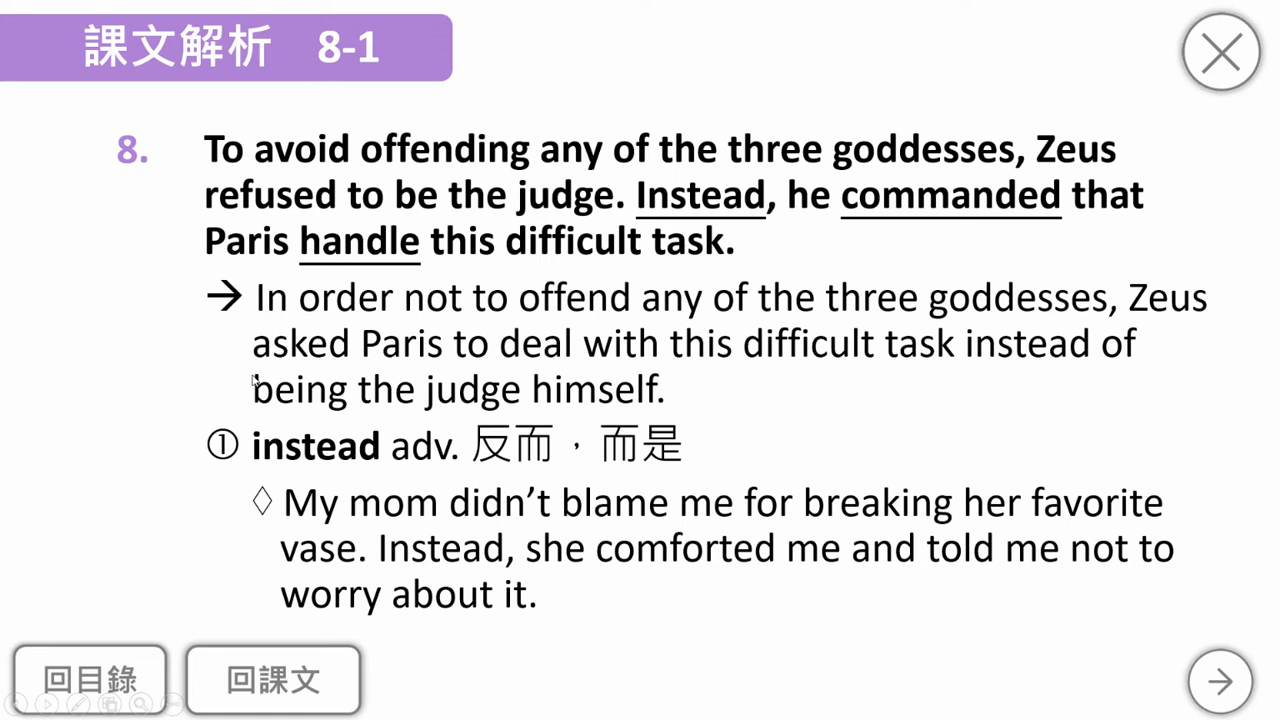 課文解析 8-1
8. To avoid offending any of the three goddesses, Zeus
refused to be the judge. Instead, he commanded that
Paris handle this difficult task.
→ In order not to offend any of the three goddesses, Zeus
asked Paris to deal with this difficult task instead of
being the judge himself.
① instead adv. 反而，而是
◊ My mom didn’t blame me for breaking her favorite
vase. Instead, she comforted me and told me not to
worry about it.
回目錄 回課文